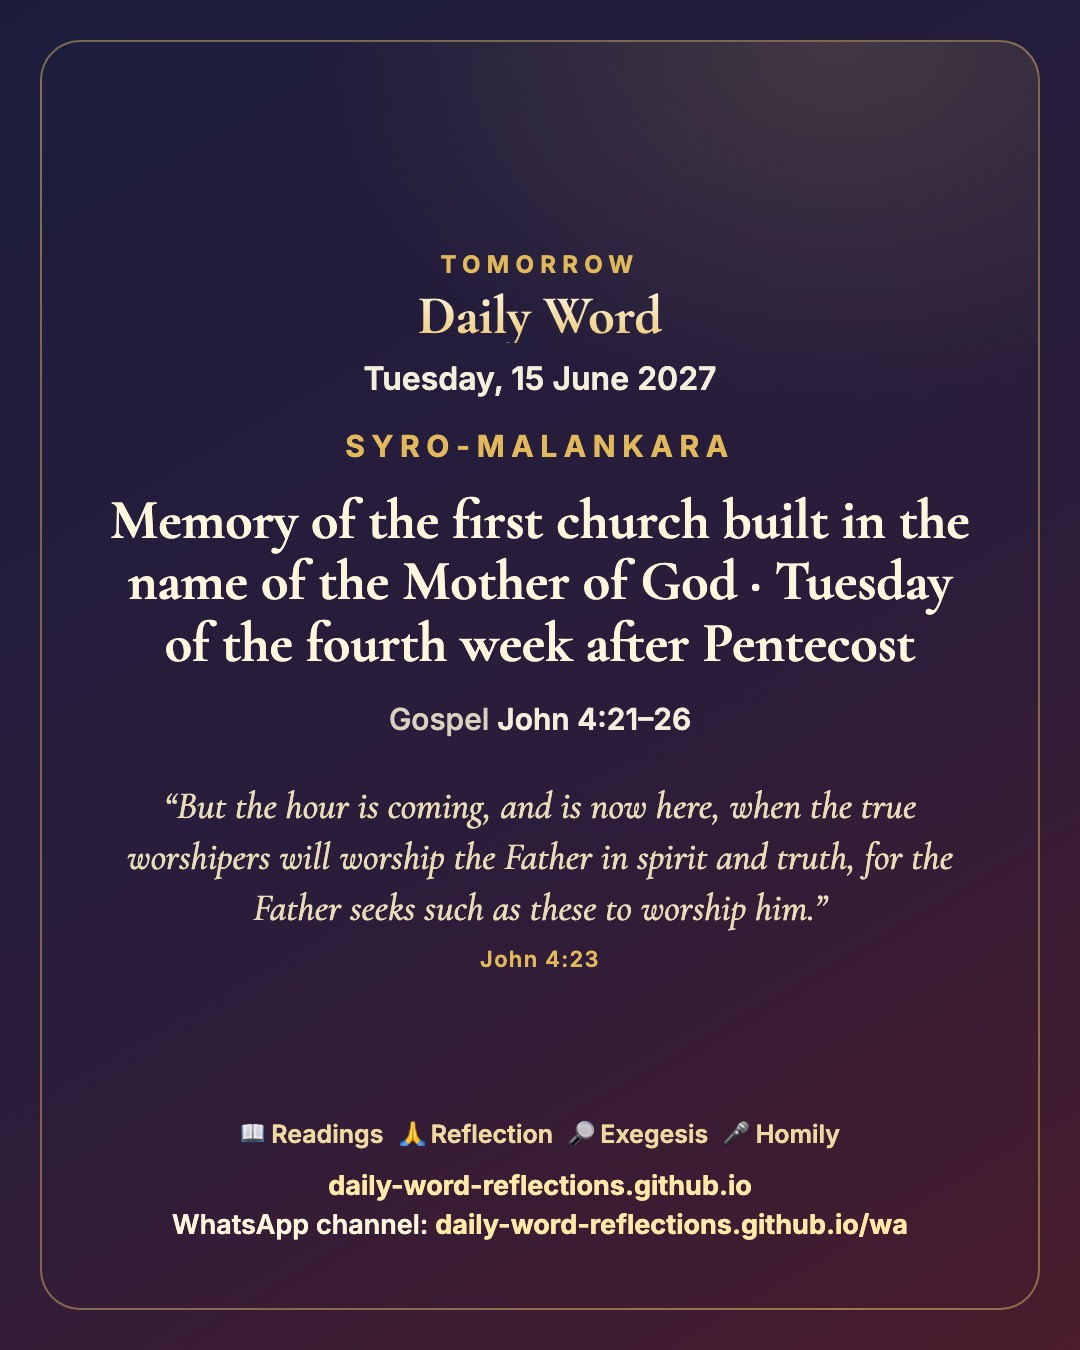 TOMORROW
Daily Word
Tuesday, 15 June 2027
SYRO-MALANKARA
Memory of the first church built in the
name of the Mother of God · Tuesday
of the fourth week after Pentecost
Gospel John 4:21–26
“But the hour is coming, and is now here, when the true
worshipers will worship the Father in spirit and truth, for the
Father seeks such as these to worship him.”
John 4:23
📖 Readings 🙏 Reflection 🔎 Exegesis 🎤 Homily
daily-word-reflections.github.io
WhatsApp channel: daily-word-reflections.github.io/wa